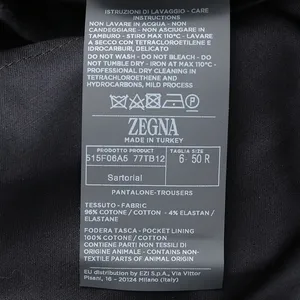 ISTRUZIONI DI LAVAGGIO - CARE
INSTRUCTIONS
NON LAVARE IN ACQUA - NON
CANDEGGIARE - NON ASCIUGARE IN
TAMBURO - STIRO MAX 110°C - LAVARE
A SECCO CON TETRACLOROETILENE E
IDROCARBURI, DELICATO
DO NOT WASH - DO NOT BLEACH - DO
NOT TUMBLE DRY - IRON AT MAX 110°C -
PROFESSIONAL DRY CLEANING IN
TETRACHLOROETHYLENE AND
HYDROCARBONS, MILD PROCESS
ZEGNA
MADE IN TURKEY
PRODOTTO PRODUCT TAGLIA SIZE
515F06A5 77TB12 6 50 R
Sartorial
PANTALONE-TROUSERS
TESSUTO - FABRIC
96% COTONE / COTTON - 4% ELASTAN /
ELASTANE
FODERA TASCA - POCKET LINING
100% COTONE / COTTON
CONTIENE PARTI NON TESSILI DI
ORIGINE ANIMALE - CONTAINS
NON-TEXTILE PARTS OF ANIMAL
ORIGIN
EU distribution by EZI S.p.A. Via Vittor
Pisani, 16 - 20124 Milano (Italy)